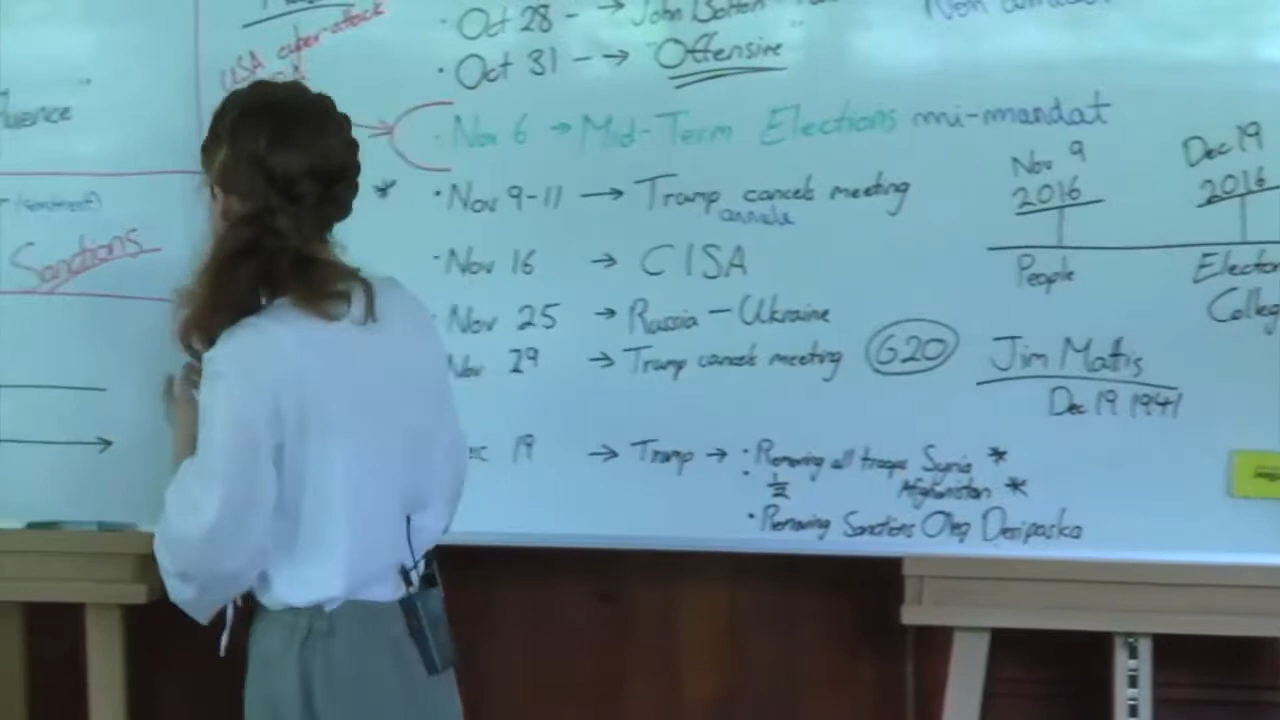 USA cyber-attack
• Oct 28 - → John Bolton
• Oct 31 - → "Offensive"
• Nov 6 → Mid-Term Elections mi-mandat
* • Nov 9-11 → Trump cancels meeting
annule
• Nov 16 → CISA
Nov 25 → Russia - Ukraine
Nov 29 → Trump cancels meeting G20
19 → Trump → • Removing all troops Syria *
• 1/2 Afghanistan *
• Removing Sanctions Oleg Deripaska
Sanctions
Nov 9
2016
People
Dec 19
2016
Jim Mattis
Dec 19 1941